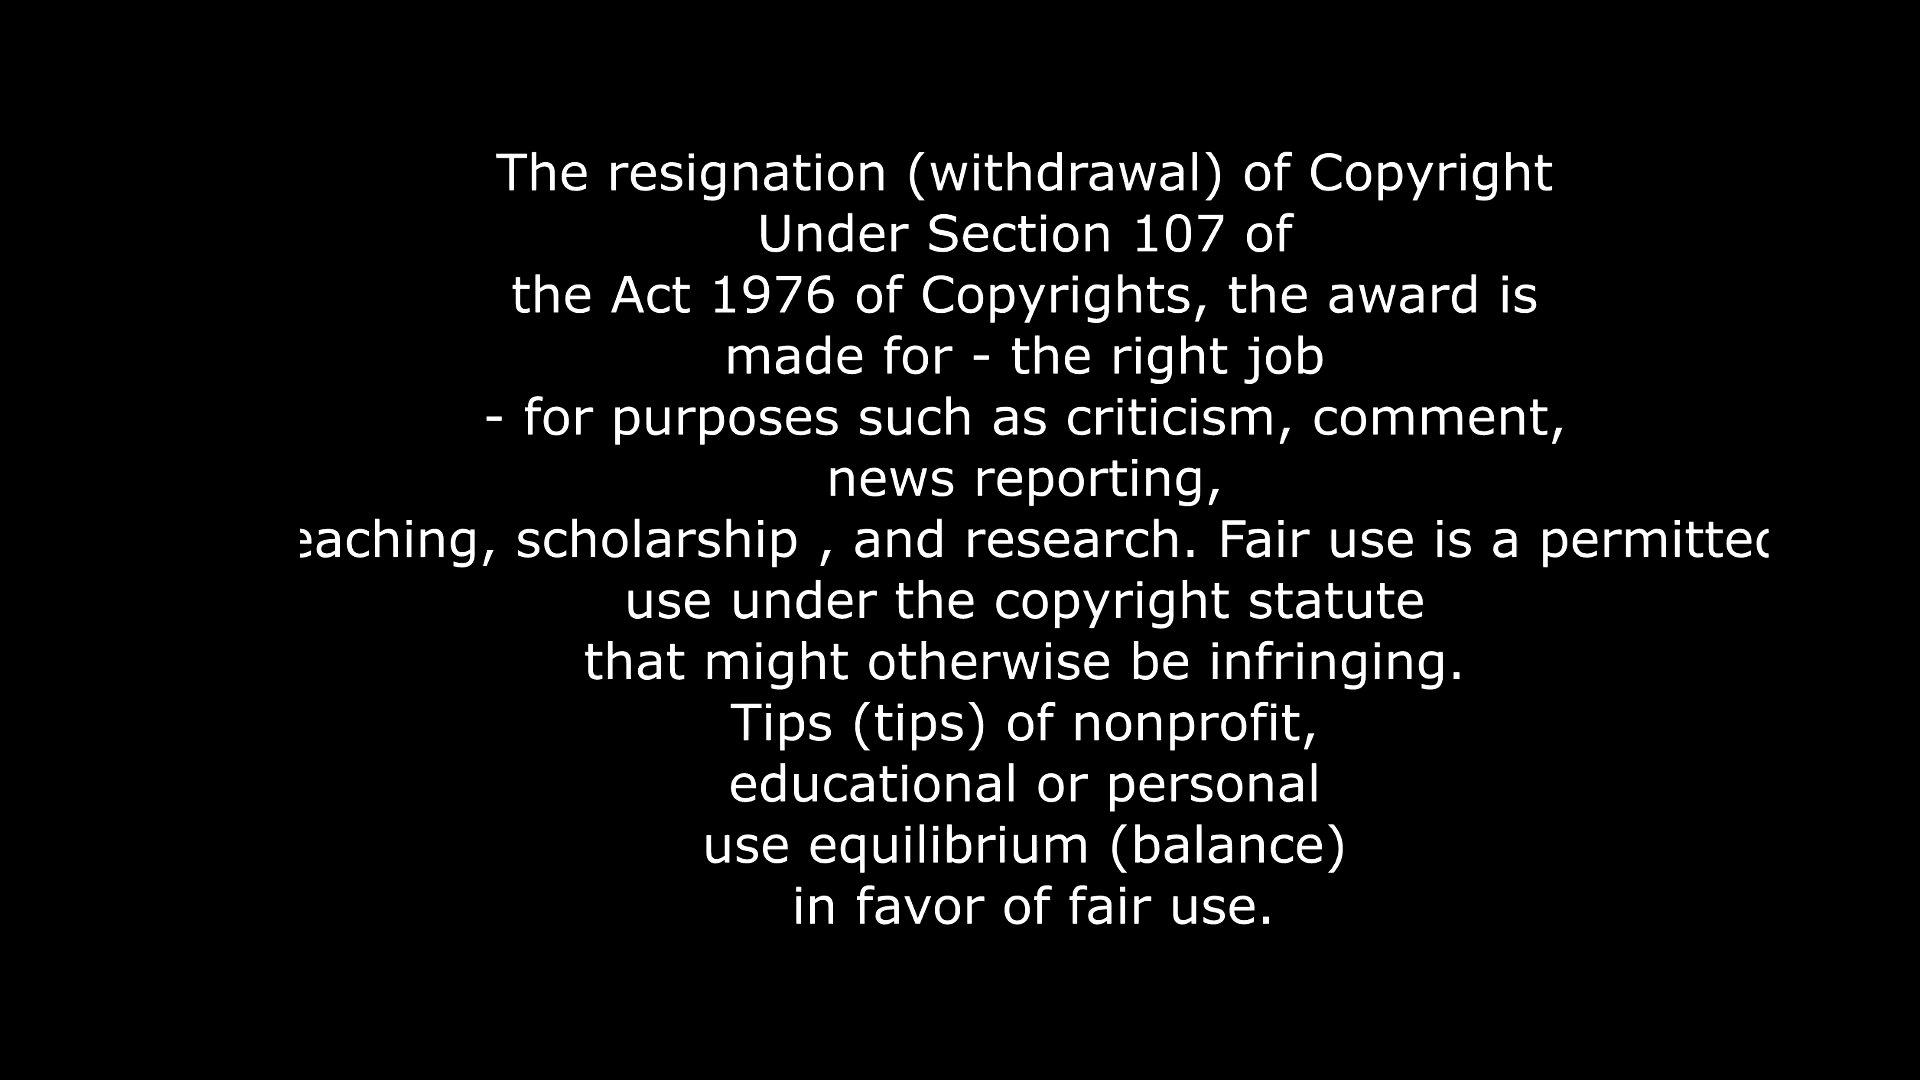 The resignation (withdrawal) of Copyright
Under Section 107 of
the Act 1976 of Copyrights, the award is
made for - the right job
- for purposes such as criticism, comment,
news reporting,
eaching, scholarship , and research. Fair use is a permitted
use under the copyright statute
that might otherwise be infringing.
Tips (tips) of nonprofit,
educational or personal
use equilibrium (balance)
in favor of fair use.